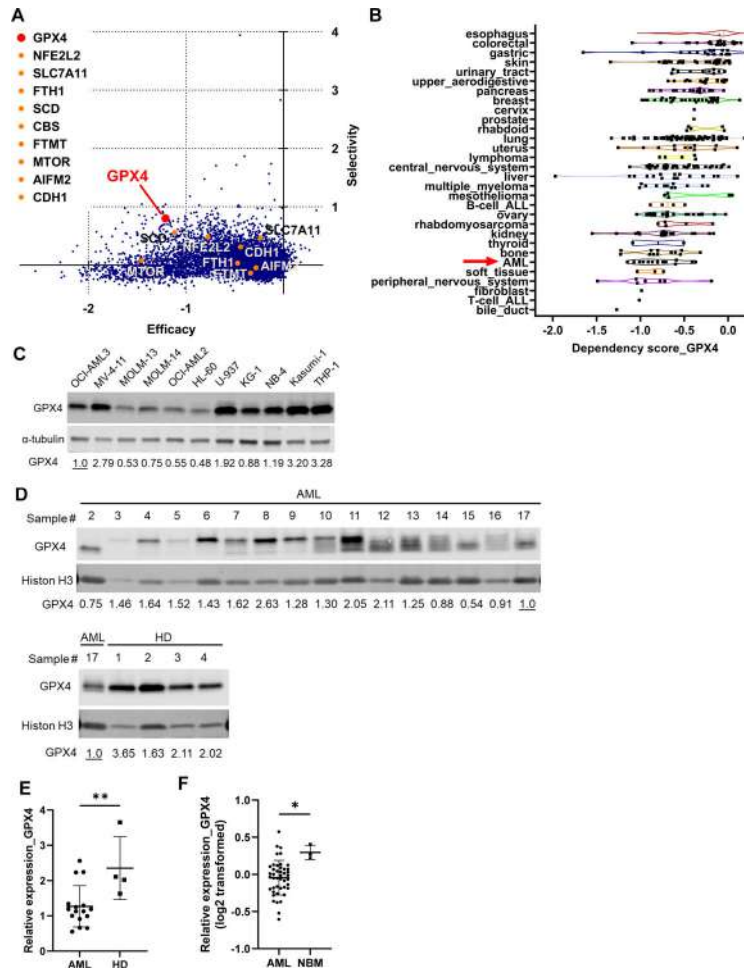 A
GPX4
NFE2L2
SLC7A11
FTH1
SCD
CBS
FTMT
MTOR
AIFM2
CDH1
GPX4
SCD
SLC7A11
NFE2L2
CDH1
MTOR
FTH1
AIFM
FTMT
4
3
2
1
Selectivity
-2
-1
0
Efficacy
B
esophagus
colorectal
gastric
skin
urinary_tract
upper_aerodigestive
pancreas
breast
cervix
prostate
rhabdoid
lung
uterus
lymphoma
central_nervous_system
liver
multiple_myeloma
mesothelioma
B-cell_ALL
ovary
rhabdomyosarcoma
kidney
thyroid
bone
AML
soft_tissue
peripheral_nervous_system
fibroblast
T-cell_ALL
bile_duct
-2.0 -1.5 -1.0 -0.5 0.0
Dependency score_GPX4
C
OCI-AML3 MV-4-11 MOLM-13 MOLM-14 OCI-AML2 HL-60 U-937 KG-1 NB-4 Kasumi-1 THP-1
GPX4
α-tubulin
GPX4 1.0 2.79 0.53 0.75 0.55 0.48 1.92 0.88 1.19 3.20 3.28
D
AML
Sample # 2 3 4 5 6 7 8 9 10 11 12 13 14 15 16 17
GPX4
Histon H3
GPX4 0.75 1.46 1.64 1.52 1.43 1.62 2.63 1.28 1.30 2.05 2.11 1.25 0.88 0.54 0.91 1.0
AML HD
Sample # 17 1 2 3 4
GPX4
Histon H3
GPX4 1.0 3.65 1.63 2.11 2.02
E
**
Relative expression_GPX4
4
3
2
1
0
AML HD
F
*
Relative expression_GPX4
(log2 transformed)
1.0
0.5
0.0
-0.5
-1.0
AML NBM